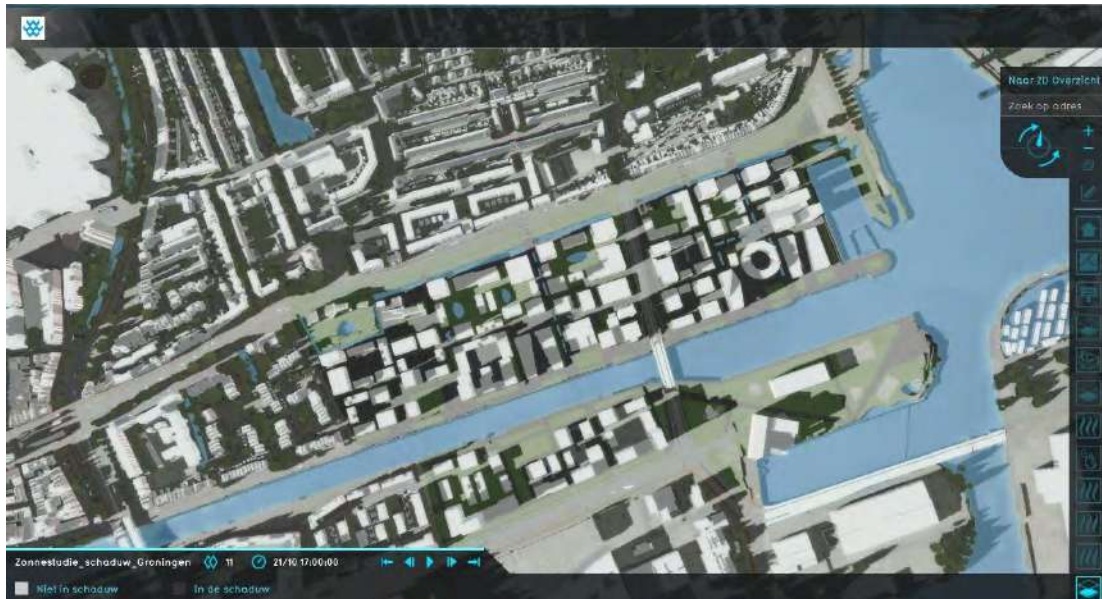 Naar 2D Overzicht
Zoek op adres
Zonnestudie_schaduw_Groningen 11 21/10 17:00:00
Niet in schaduw In de schaduw